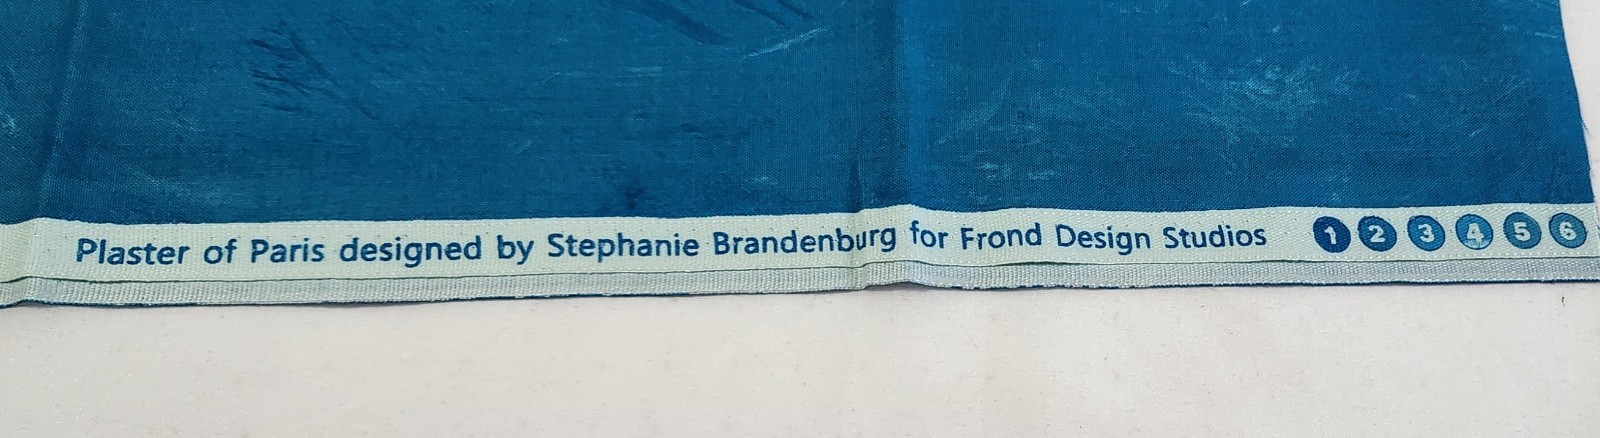 Plaster of Paris designed by Stephanie Brandenburg for Frond Design Studios 1 2 3 4 5 6